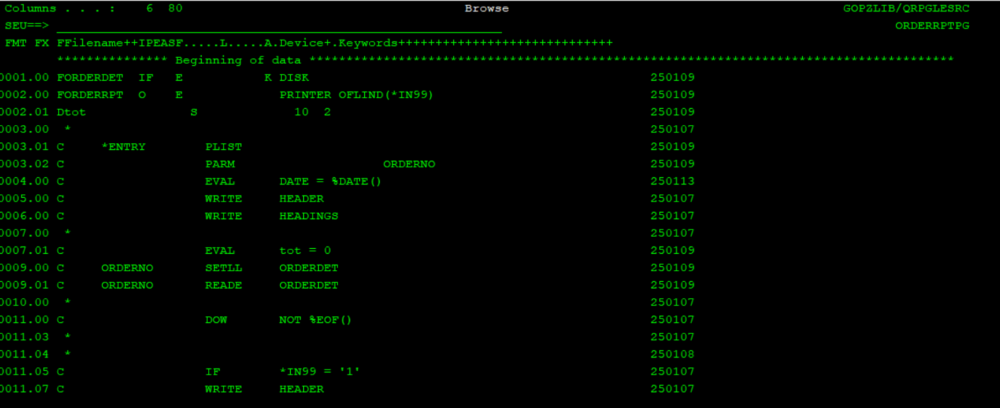 Columns . . . :    6  80                                      Browse                                             GOPZLIB/QRPGLESRC
SEU==> ____________________________________________________________                                                     ORDERRPTPG
FMT FX FFilename++IPEASF.....L.....A.Device+.Keywords+++++++++++++++++++++++++++++
       *************** Beginning of data ***************************************************************************************
0001.00 FORDERDET  IF   E           K DISK                                              250109
0002.00 FORDERRPT  O    E             PRINTER OFLIND(*IN99)                             250109
0002.01 Dtot              S             10  2                                           250109
0003.00  *                                                                              250107
0003.01 C     *ENTRY        PLIST                                                       250109
0003.02 C                   PARM                    ORDERNO                             250109
0004.00 C                   EVAL      DATE = %DATE()                                    250113
0005.00 C                   WRITE     HEADER                                            250107
0006.00 C                   WRITE     HEADINGS                                          250107
0007.00  *                                                                              250107
0007.01 C                   EVAL      tot = 0                                           250109
0009.00 C     ORDERNO       SETLL     ORDERDET                                          250109
0009.01 C     ORDERNO       READE     ORDERDET                                          250109
0010.00  *                                                                              250107
0011.00 C                   DOW       NOT %EOF()                                        250107
0011.03  *                                                                              250107
0011.04  *                                                                              250108
0011.05 C                   IF        *IN99 = '1'                                       250107
0011.07 C                   WRITE     HEADER                                            250107